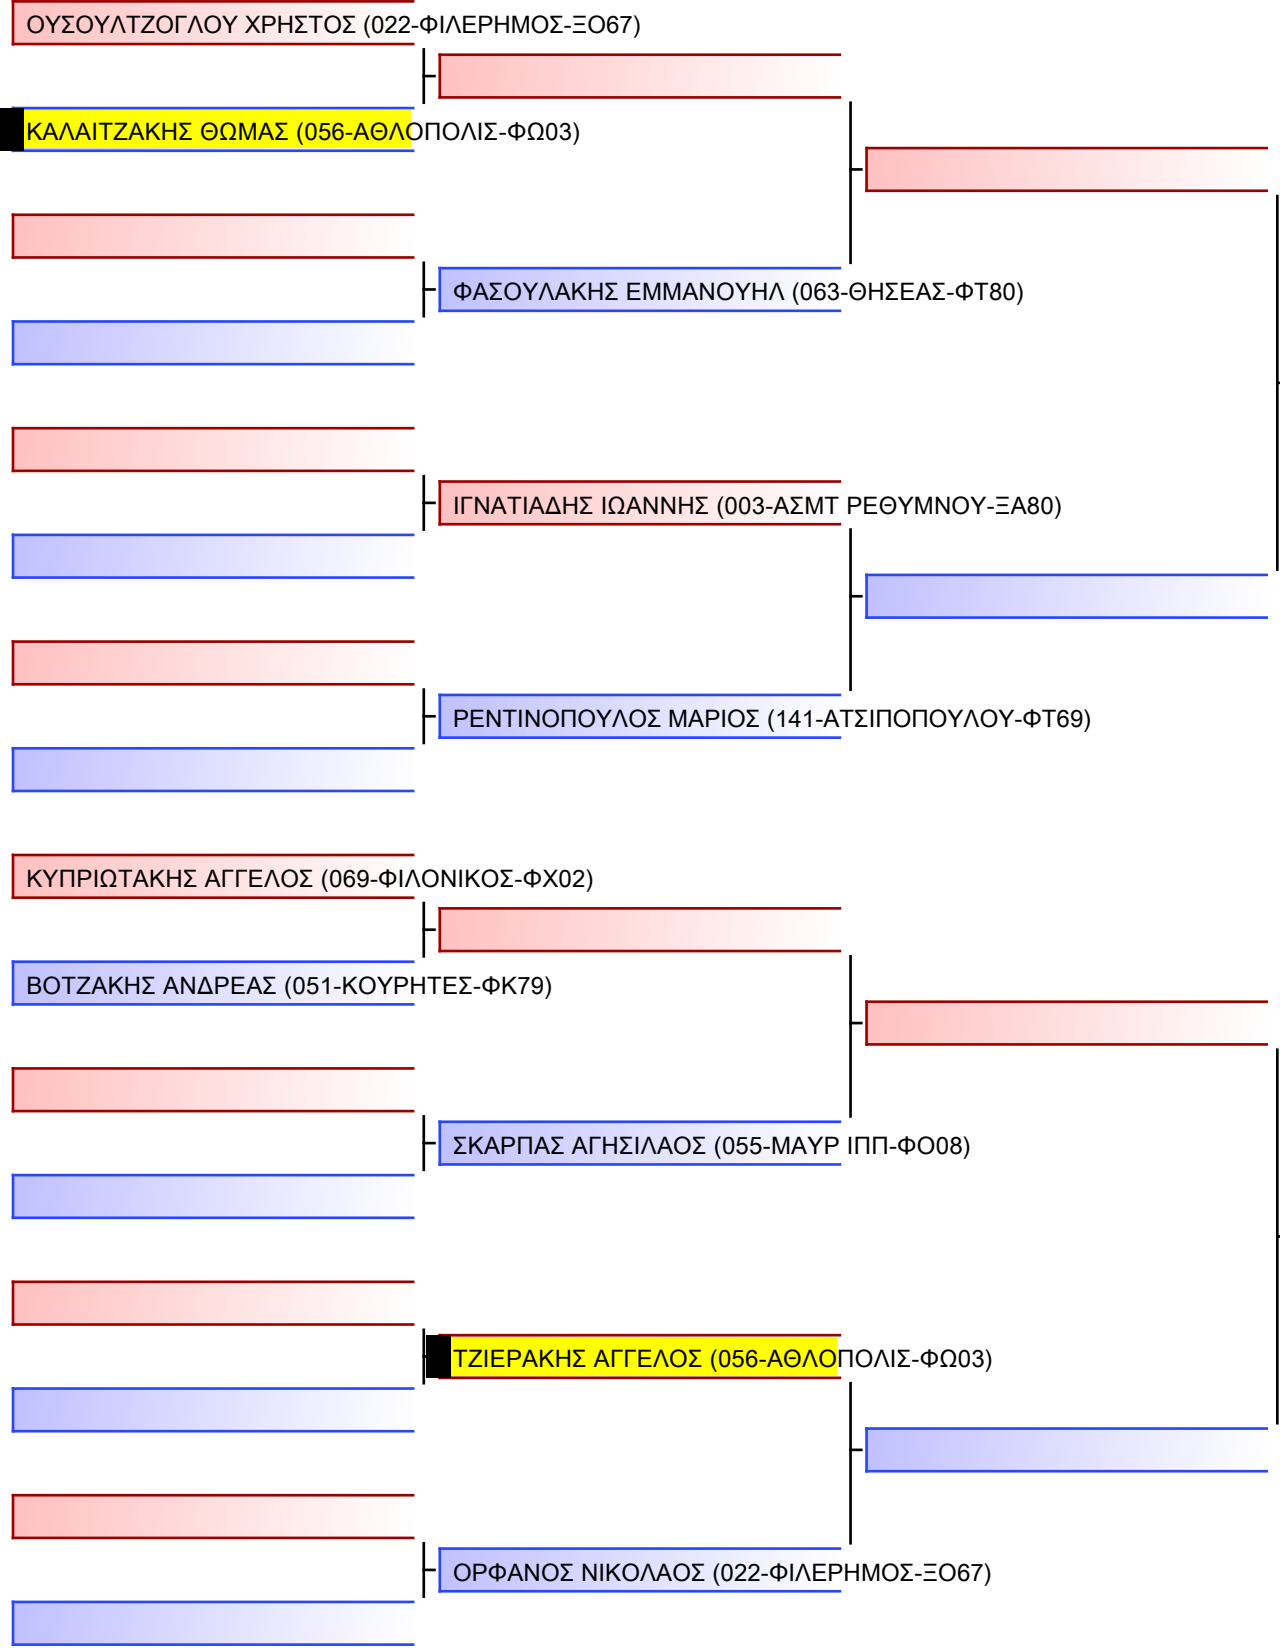 ΟΥΣΟΥΛΤΖΟΓΛΟΥ ΧΡΗΣΤΟΣ (022-ΦΙΛΕΡΗΜΟΣ-ΞΟ67)
ΚΑΛΑΙΤΖΑΚΗΣ ΘΩΜΑΣ (056-ΑΘΛΟΠΟΛΙΣ-ΦΩ03)
ΦΑΣΟΥΛΑΚΗΣ ΕΜΜΑΝΟΥΗΛ (063-ΘΗΣΕΑΣ-ΦΤ80)
ΙΓΝΑΤΙΑΔΗΣ ΙΩΑΝΝΗΣ (003-ΑΣΜΤ ΡΕΘΥΜΝΟΥ-ΞΑ80)
ΡΕΝΤΙΝΟΠΟΥΛΟΣ ΜΑΡΙΟΣ (141-ΑΤΣΙΠΟΠΟΥΛΟΥ-ΦΤ69)
ΚΥΠΡΙΩΤΑΚΗΣ ΑΓΓΕΛΟΣ (069-ΦΙΛΟΝΙΚΟΣ-ΦΧ02)
ΒΟΤΖΑΚΗΣ ΑΝΔΡΕΑΣ (051-ΚΟΥΡΗΤΕΣ-ΦΚ79)
ΣΚΑΡΠΑΣ ΑΓΗΣΙΛΑΟΣ (055-ΜΑΥΡ ΙΠΠ-ΦΟ08)
ΤΖΙΕΡΑΚΗΣ ΑΓΓΕΛΟΣ (056-ΑΘΛΟΠΟΛΙΣ-ΦΩ03)
ΟΡΦΑΝΟΣ ΝΙΚΟΛΑΟΣ (022-ΦΙΛΕΡΗΜΟΣ-ΞΟ67)